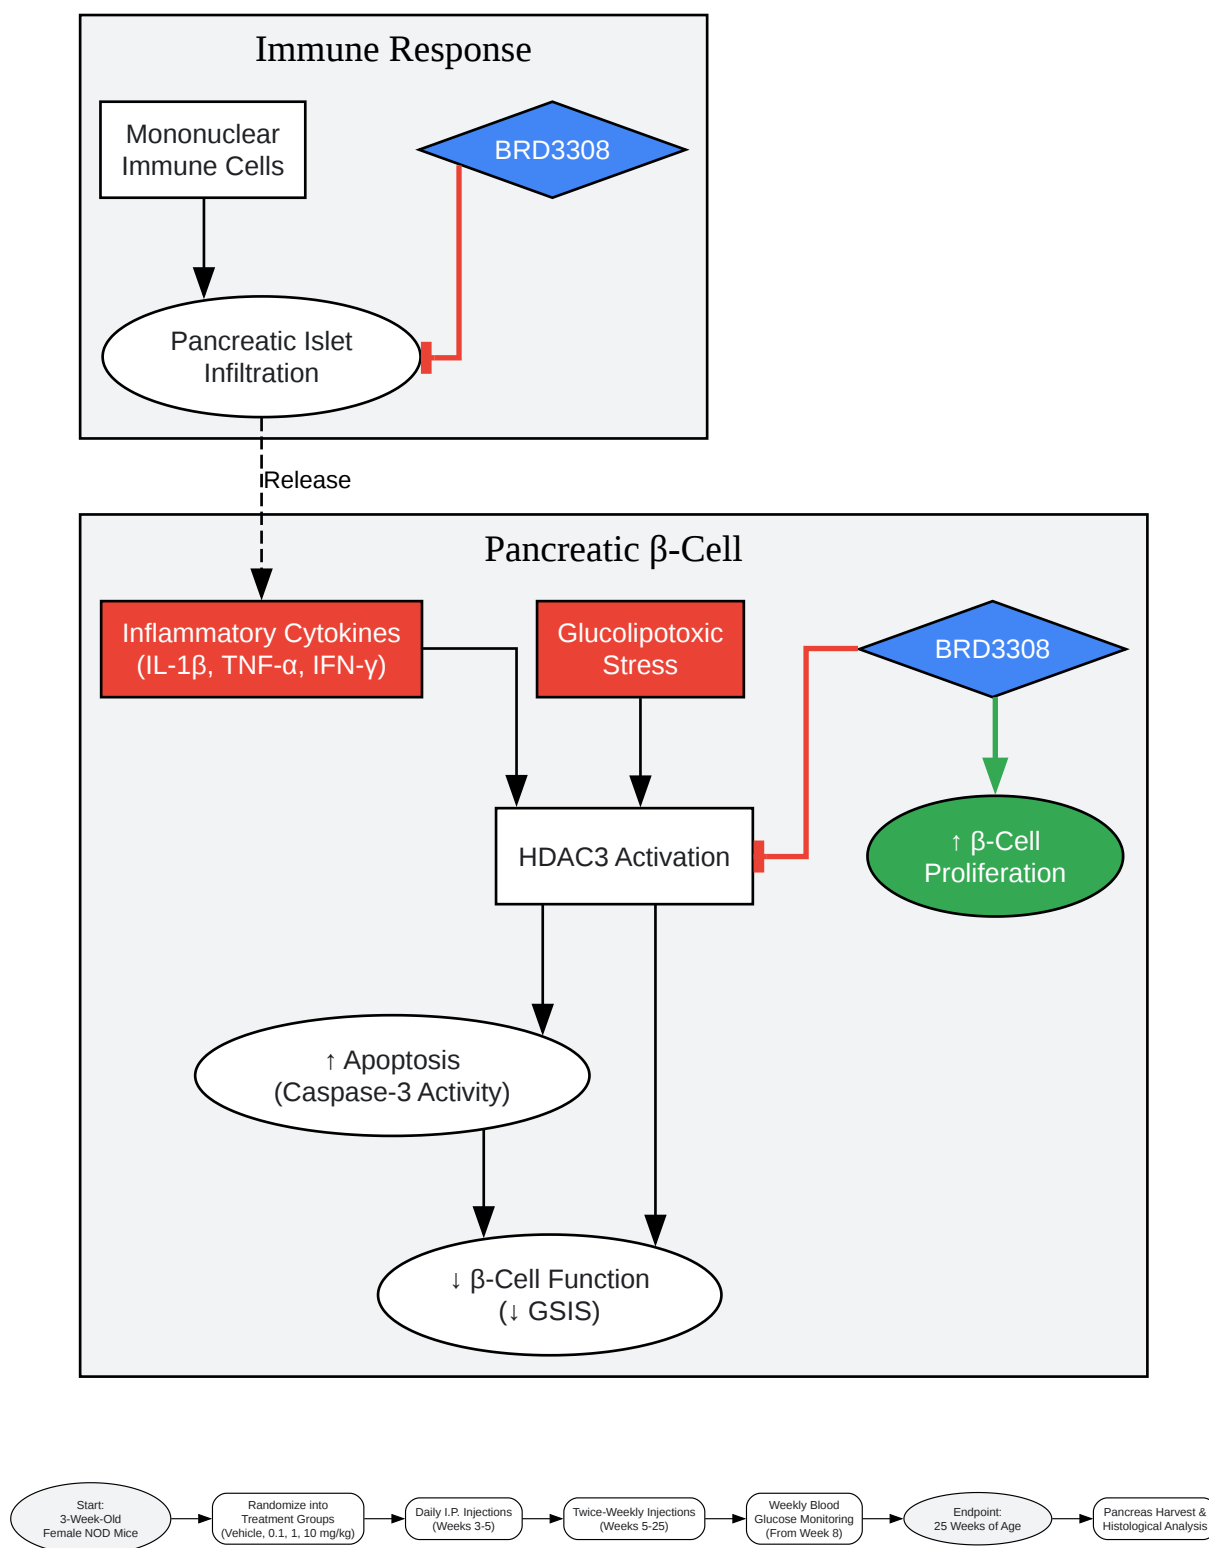 Immune Response
Mononuclear
Immune Cells
BRD3308
Pancreatic Islet
Infiltration
Release
Pancreatic β-Cell
Inflammatory Cytokines
(IL-1β, TNF-α, IFN-γ)
Glucolipotoxic
Stress
BRD3308
HDAC3 Activation
↑ β-Cell
Proliferation
↑ Apoptosis
(Caspase-3 Activity)
↓ β-Cell Function
(↓ GSIS)
Start:
3-Week-Old
Female NOD Mice
Randomize into
Treatment Groups
(Vehicle, 0.1, 1, 10 mg/kg)
Daily I.P. Injections
(Weeks 3-5)
Twice-Weekly Injections
(Weeks 5-25)
Weekly Blood
Glucose Monitoring
(From Week 8)
Endpoint:
25 Weeks of Age
Pancreas Harvest &
Histological Analysis